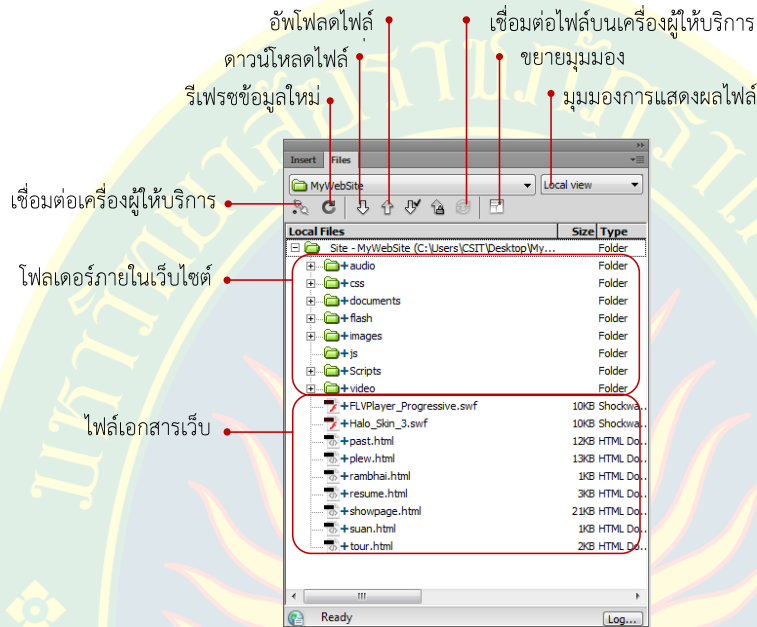 อัพโฟลดไฟล์
เชื่อมต่อไฟล์บนเครื่องผู้ให้บริการ
ดาวน์โหลดไฟล์
ขยายมุมมอง
รีเฟรซข้อมูลใหม่
มุมมองการแสดงผลไฟล์
Insert Files
MyWebSite Local view
เชื่อมต่อเครื่องผู้ให้บริการ
Local Files Size Type
Site - MyWebSite (C:\Users\CSIT\Desktop\My... Folder
โฟลเดอร์ภายในเว็บไซต์
audio Folder
css Folder
documents Folder
flash Folder
images Folder
js Folder
Scripts Folder
video Folder
ไฟล์เอกสารเว็บ
FLVPlayer_Progressive.swf 10KB Shockwa...
Halo_Skin_3.swf 10KB Shockwa...
past.html 12KB HTML Do...
plew.html 13KB HTML Do...
rambhai.html 1KB HTML Do...
resume.html 3KB HTML Do...
showpage.html 21KB HTML Do...
suan.html 1KB HTML Do...
tour.html 2KB HTML Do...
Ready Log...